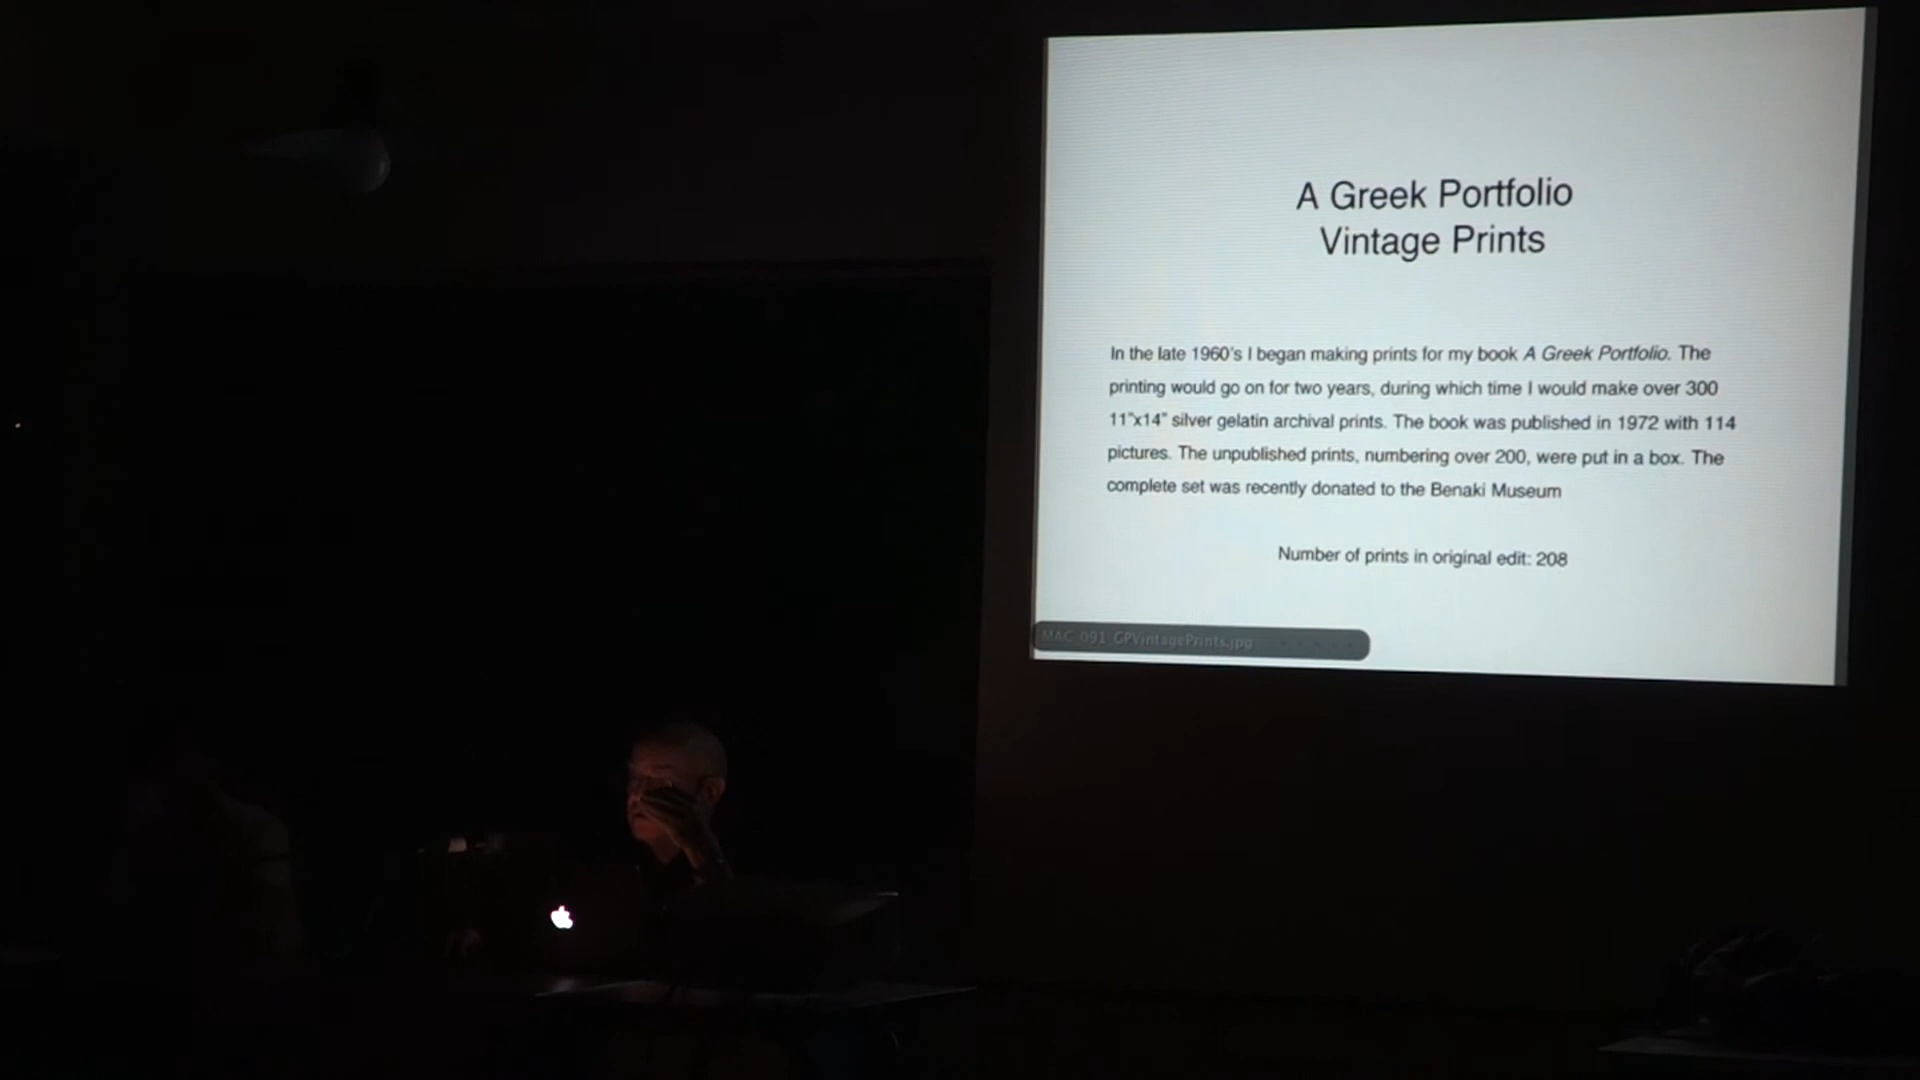 A Greek Portfolio
Vintage Prints
In the late 1960's I began making prints for my book A Greek Portfolio. The
printing would go on for two years, during which time I would make over 300
11"x14" silver gelatin archival prints. The book was published in 1972 with 114
pictures. The unpublished prints, numbering over 200, were put in a box. The
complete set was recently donated to the Benaki Museum
Number of prints in original edit: 208
MAC_091_GPVintagePrints.jpg